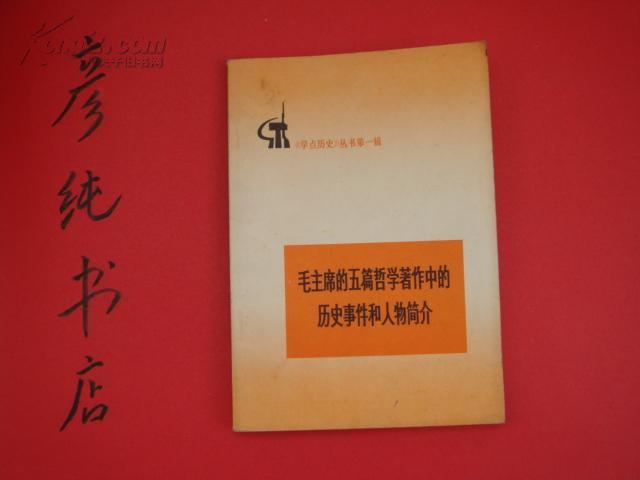 Kongfz.com
孔夫子旧书网
彦纯书店
《学点历史》丛书第一辑
毛主席的五篇哲学著作中的
历史事件和人物简介